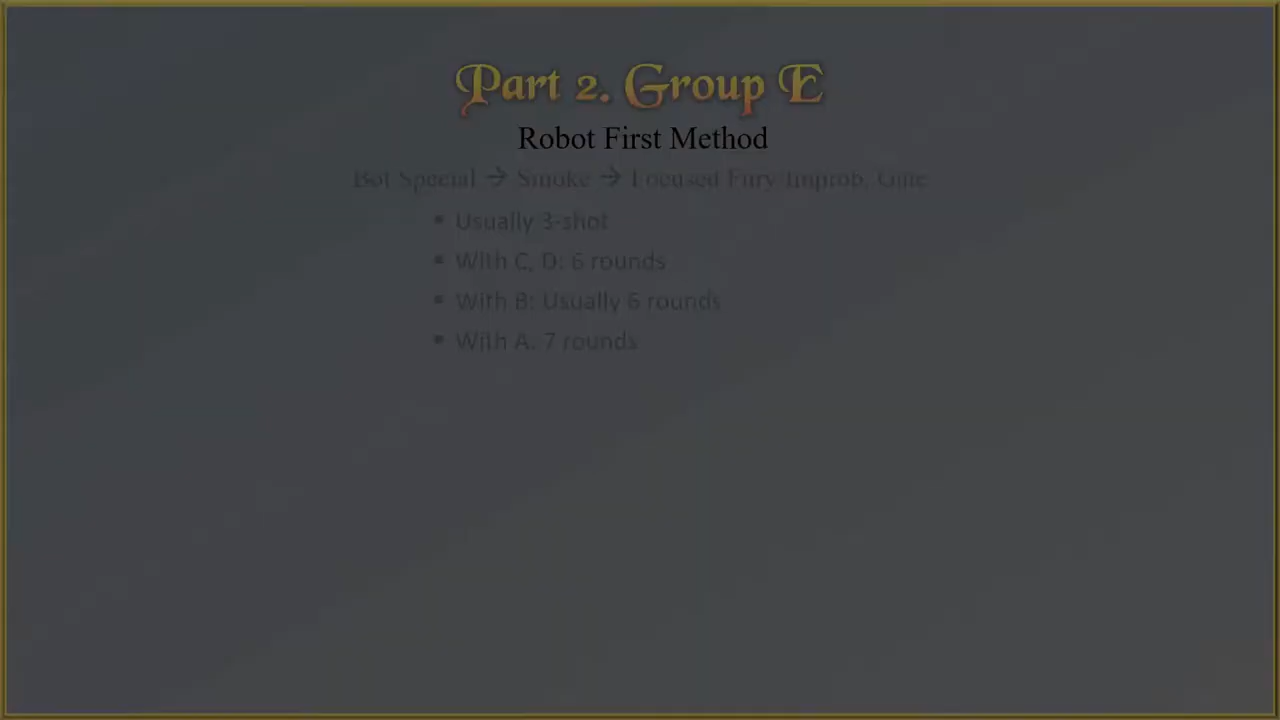 Part 2. Group E
Robot First Method
Bot Special → Smoke → Focused Fury Improb. Gine
▪ Usually 3-shot
▪ With C, D: 6 rounds
▪ With B: Usually 6 rounds
▪ With A: 7 rounds